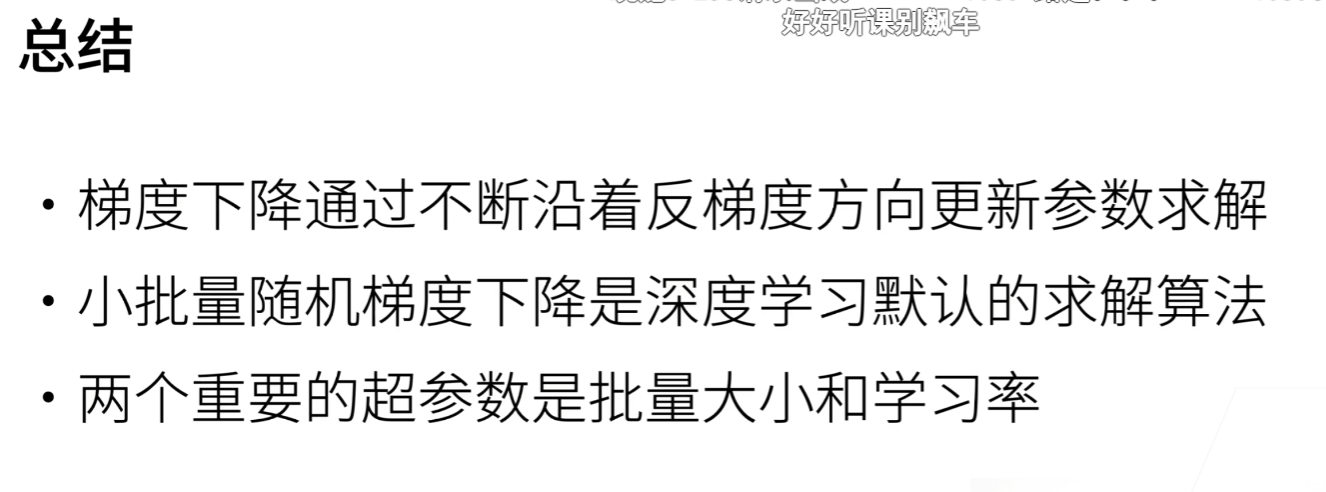 好好听课别飙车
总结
• 梯度下降通过不断沿着反梯度方向更新参数求解
• 小批量随机梯度下降是深度学习默认的求解算法
• 两个重要的超参数是批量大小和学习率